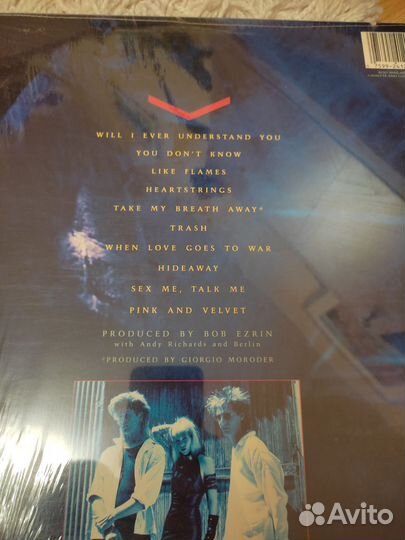 WILL I EVER UNDERSTAND YOU
YOU DON'T KNOW
LIKE FLAMES
HEARTSTRINGS
TAKE MY BREATH AWAY*
TRASH
WHEN LOVE GOES TO WAR
HIDEAWAY
SEX ME, TALK ME
PINK AND VELVET
PRODUCED BY BOB EZRIN
with Andy Richards and Berlin
*PRODUCED BY GIORGIO MORODER
Avito